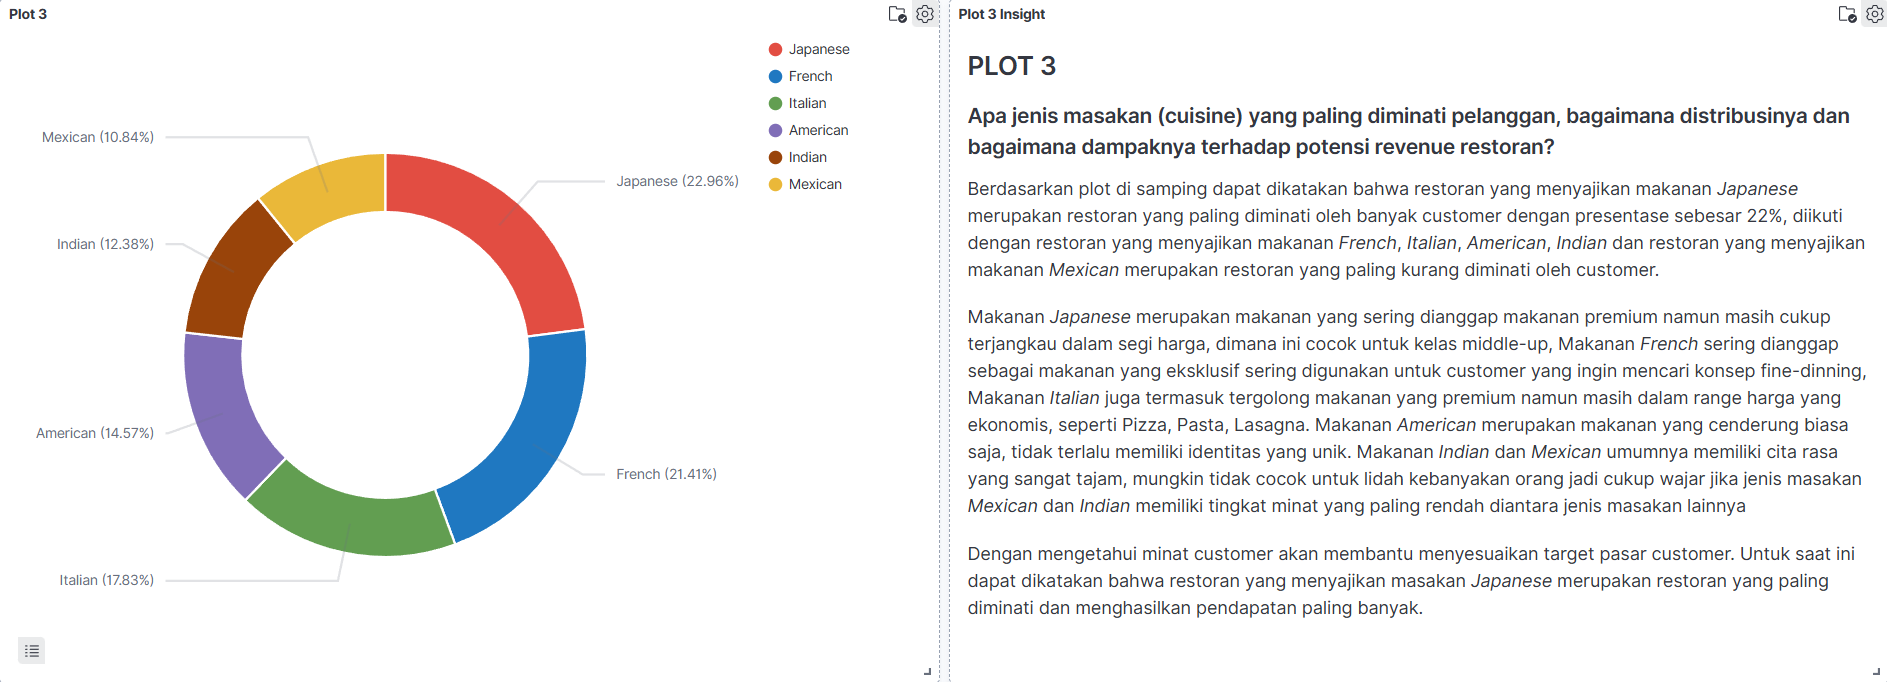 Plot 3
Japanese
French
Italian
American
Indian
Mexican
Mexican (10.84%)
Japanese (22.96%)
Indian (12.38%)
American (14.57%)
French (21.41%)
Italian (17.83%)
Plot 3 Insight
PLOT 3
Apa jenis masakan (cuisine) yang paling diminati pelanggan, bagaimana distribusinya dan
bagaimana dampaknya terhadap potensi revenue restoran?
Berdasarkan plot di samping dapat dikatakan bahwa restoran yang menyajikan makanan Japanese
merupakan restoran yang paling diminati oleh banyak customer dengan presentase sebesar 22%, diikuti
dengan restoran yang menyajikan makanan French, Italian, American, Indian dan restoran yang menyajikan
makanan Mexican merupakan restoran yang paling kurang diminati oleh customer.
Makanan Japanese merupakan makanan yang sering dianggap makanan premium namun masih cukup
terjangkau dalam segi harga, dimana ini cocok untuk kelas middle-up, Makanan French sering dianggap
sebagai makanan yang eksklusif sering digunakan untuk customer yang ingin mencari konsep fine-dinning,
Makanan Italian juga termasuk tergolong makanan yang premium namun masih dalam range harga yang
ekonomis, seperti Pizza, Pasta, Lasagna. Makanan American merupakan makanan yang cenderung biasa
saja, tidak terlalu memiliki identitas yang unik. Makanan Indian dan Mexican umumnya memiliki cita rasa
yang sangat tajam, mungkin tidak cocok untuk lidah kebanyakan orang jadi cukup wajar jika jenis masakan
Mexican dan Indian memiliki tingkat minat yang paling rendah diantara jenis masakan lainnya
Dengan mengetahui minat customer akan membantu menyesuaikan target pasar customer. Untuk saat ini
dapat dikatakan bahwa restoran yang menyajikan masakan Japanese merupakan restoran yang paling
diminati dan menghasilkan pendapatan paling banyak.